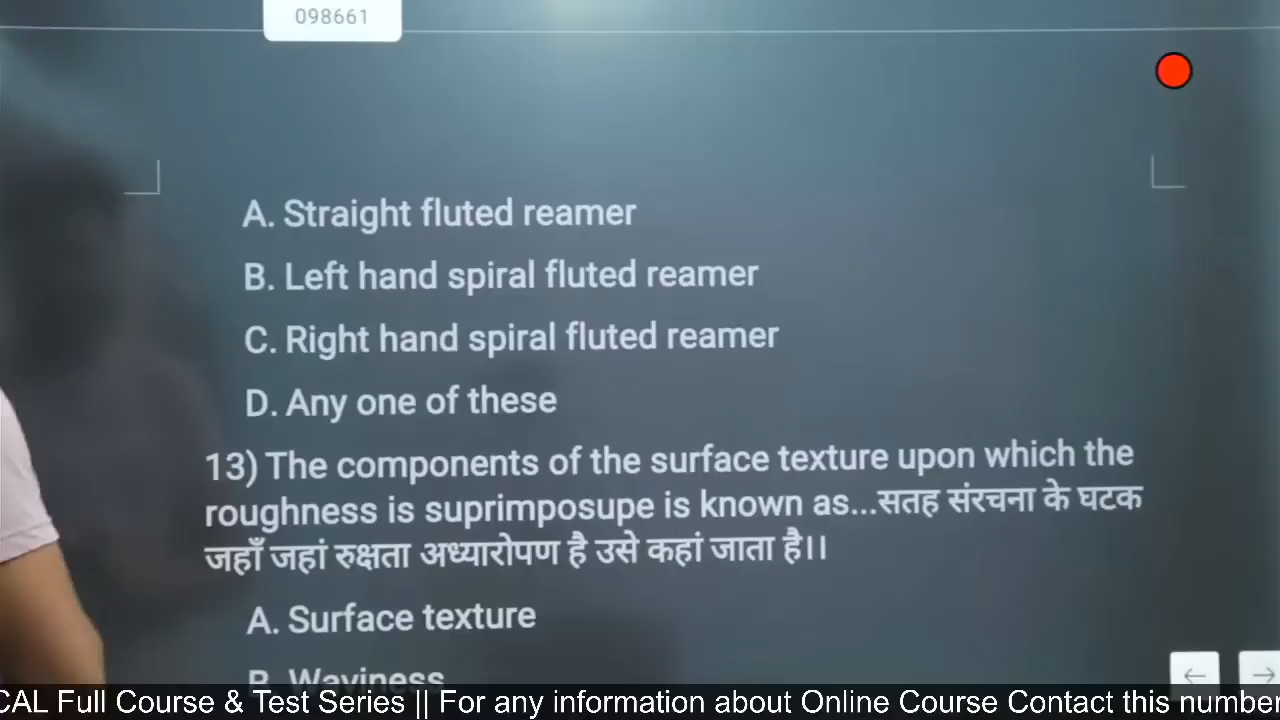 098661
A. Straight fluted reamer
B. Left hand spiral fluted reamer
C. Right hand spiral fluted reamer
D. Any one of these
13) The components of the surface texture upon which the
roughness is suprimposupe is known as...सतह संरचना के घटक
जहाँ जहां रुक्षता अध्यारोपण है उसे कहां जाता है।।
A. Surface texture
B. Waviness
CAL Full Course & Test Series || For any information about Online Course Contact this number